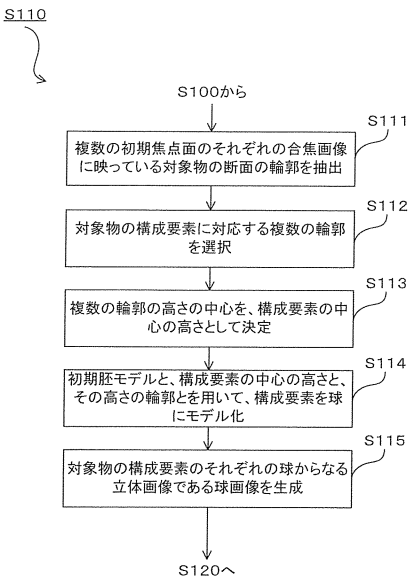 S110
S100から
S111
複数の初期焦点面のそれぞれの合焦画像
に映っている対象物の断面の輪郭を抽出
S112
対象物の構成要素に対応する複数の輪郭
を選択
S113
複数の輪郭の高さの中心を、構成要素の中
心の高さとして決定
S114
初期胚モデルと、構成要素の中心の高さと、
その高さの輪郭とを用いて、構成要素を球
にモデル化
S115
対象物の構成要素のそれぞれの球からなる
立体画像である球画像を生成
S120へ